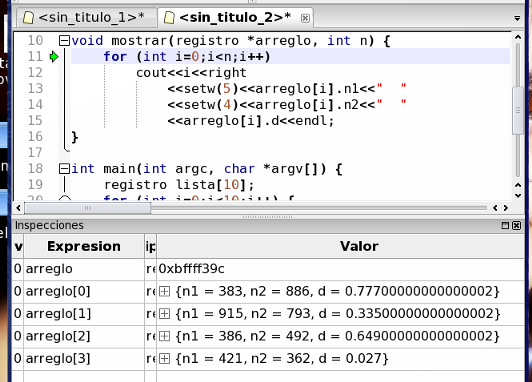 <sin_titulo_1>* <sin_titulo_2>*
10 void mostrar(registro *arreglo, int n) {
11 for (int i=0;i<n;i++)
12 cout<<i<<right
13 <<setw(5)<<arreglo[i].n1<<"  "
14 <<setw(4)<<arreglo[i].n2<<"  "
15 <<arreglo[i].d<<endl;
16 }
17
18 int main(int argc, char *argv[]) {
19 registro lista[10];
20 for (int i=0;i<10;i++) {
Inspecciones
v Expresion ip Valor
0 arreglo re 0xbffff39c
0 arreglo[0] re {n1 = 383, n2 = 886, d = 0.77700000000000002}
0 arreglo[1] re {n1 = 915, n2 = 793, d = 0.33500000000000002}
0 arreglo[2] re {n1 = 386, n2 = 492, d = 0.64900000000000002}
0 arreglo[3] re {n1 = 421, n2 = 362, d = 0.027}